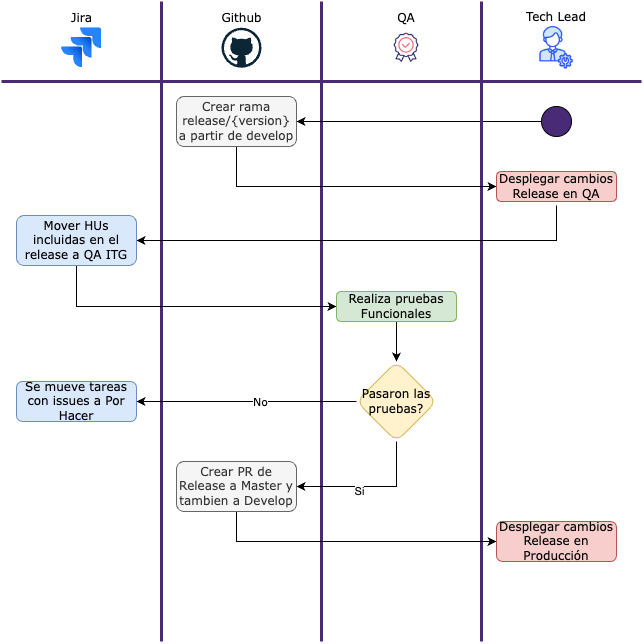 Jira
Github
QA
Tech Lead
Crear rama
release/{version}
a partir de develop
Desplegar cambios
Release en QA
Mover HUs
incluidas en el
release a QA ITG
Realiza pruebas
Funcionales
Pasaron las
pruebas?
No
Se mueve tareas
con issues a Por
Hacer
Sí
Crear PR de
Release a Master y
tambien a Develop
Desplegar cambios
Release en
Producción